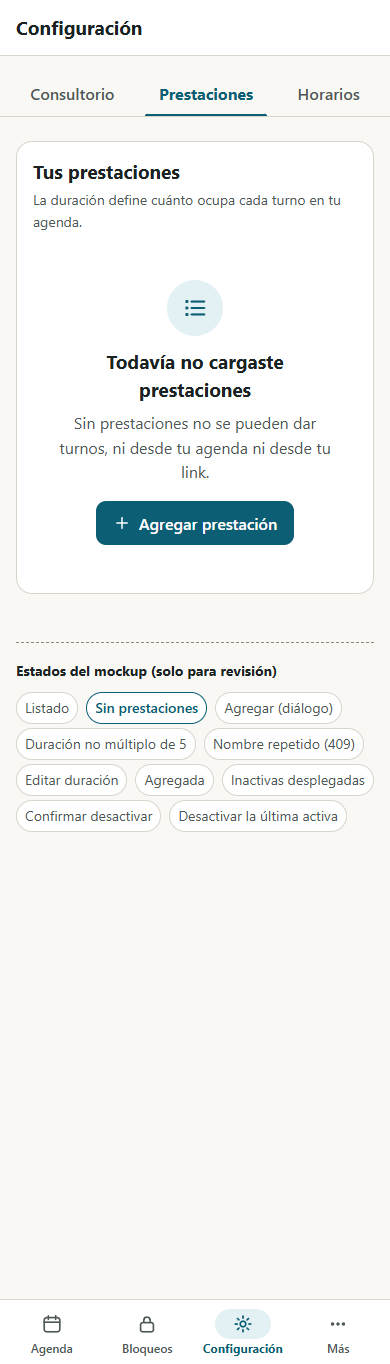 Configuración
Consultorio Prestaciones Horarios
Tus prestaciones
La duración define cuánto ocupa cada turno en tu
agenda.
Todavía no cargaste
prestaciones
Sin prestaciones no se pueden dar
turnos, ni desde tu agenda ni desde tu
link.
+ Agregar prestación
Estados del mockup (solo para revisión)
Listado Sin prestaciones Agregar (diálogo)
Duración no múltiplo de 5 Nombre repetido (409)
Editar duración Agregada Inactivas desplegadas
Confirmar desactivar Desactivar la última activa
Agenda Bloqueos Configuración Más